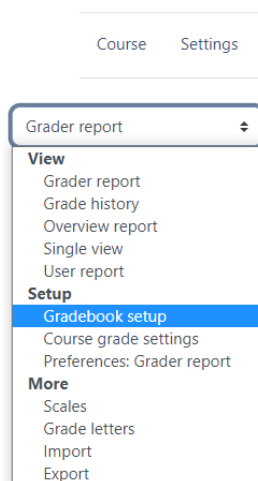 Course Settings
Grader report
View
Grader report
Grade history
Overview report
Single view
User report
Setup
Gradebook setup
Course grade settings
Preferences: Grader report
More
Scales
Grade letters
Import
Export